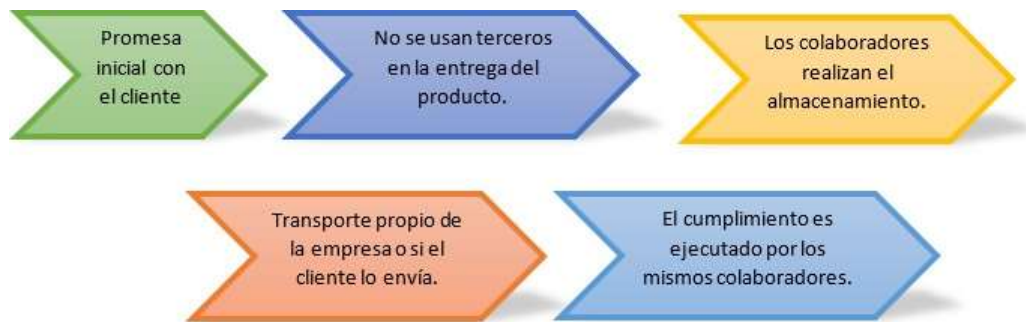 Promesa
inicial con
el cliente
No se usan terceros
en la entrega del
producto.
Los colaboradores
realizan el
almacenamiento.
Transporte propio de
la empresa o si el
cliente lo envía.
El cumplimiento es
ejecutado por los
mismos colaboradores.